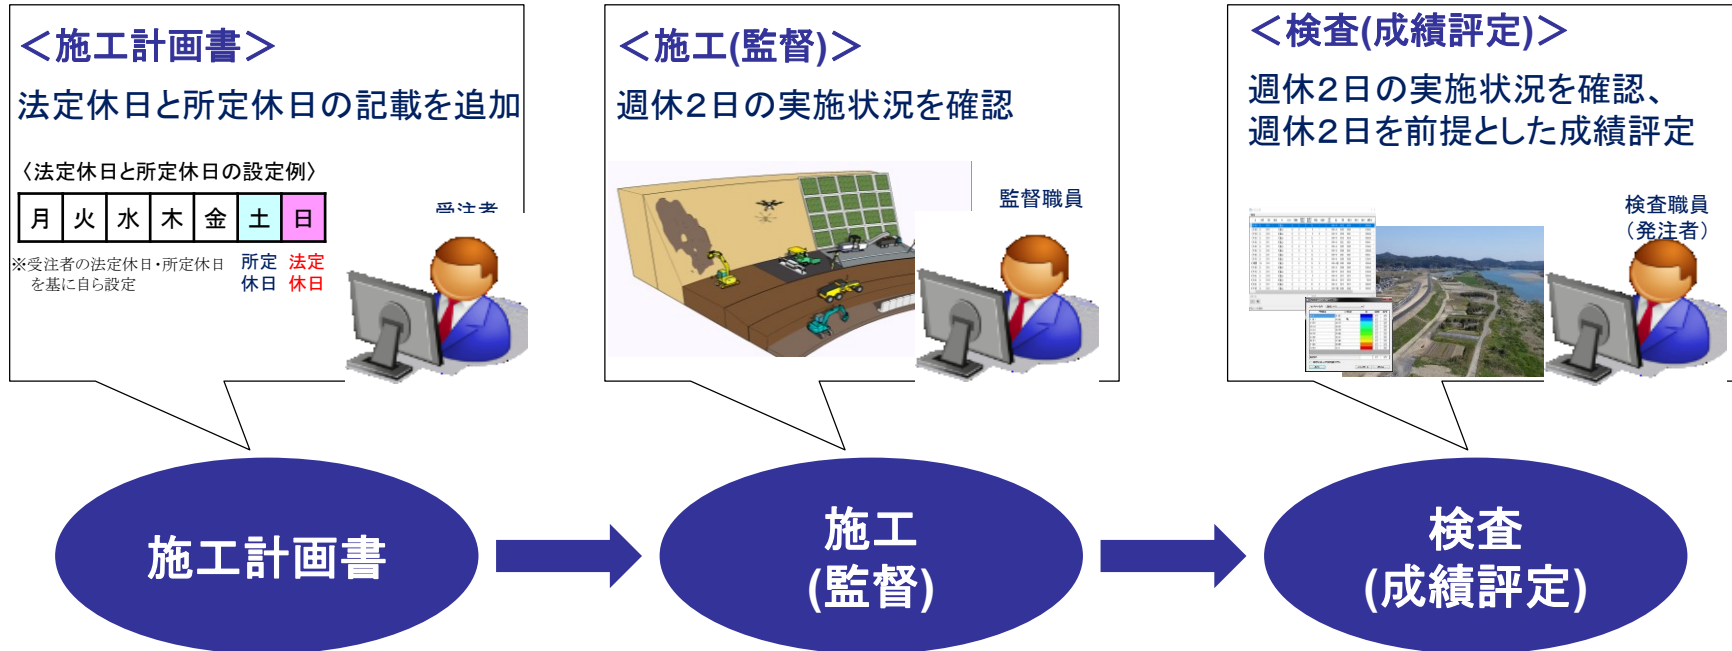 ＜施工計画書＞
法定休日と所定休日の記載を追加
〈法定休日と所定休日の設定例〉
月 火 水 木 金 土 日
※受注者の法定休日・所定休日
を基に自ら設定
所定
休日
法定
休日
受注者
＜施工(監督)＞
週休２日の実施状況を確認
監督職員
＜検査(成績評定)＞
週休２日の実施状況を確認、
週休２日を前提とした成績評定
検査職員
（発注者）
施工計画書
施工
(監督)
検査
(成績評定)